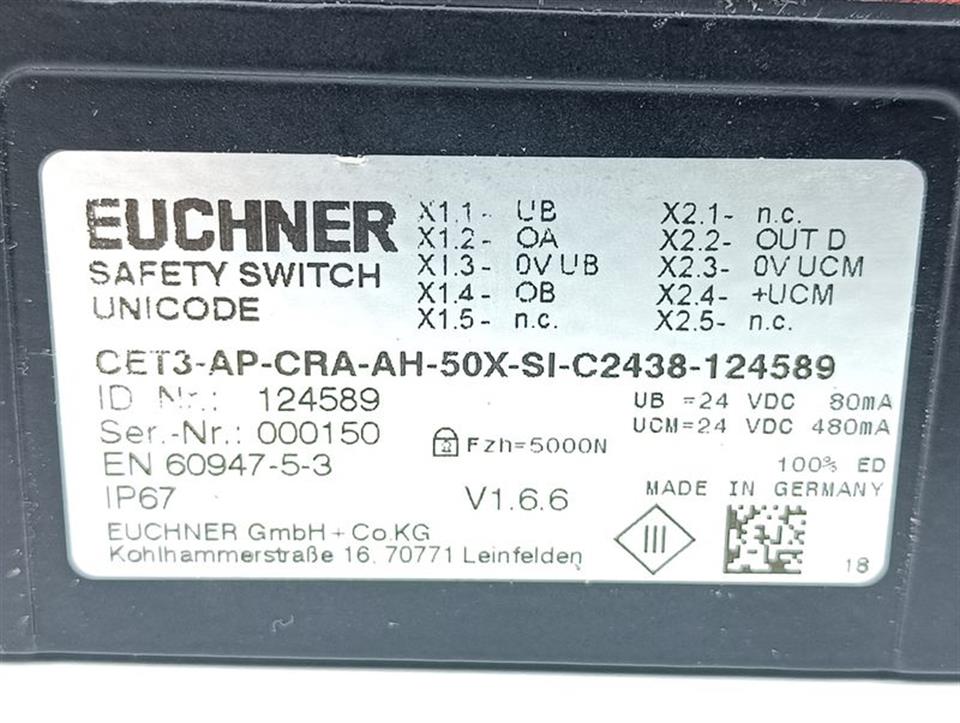 EUCHNER
SAFETY SWITCH
UNICODE
X1.1- UB
X1.2- OA
X1.3- 0V UB
X1.4- OB
X1.5- n.c.
X2.1- n.c.
X2.2- OUT D
X2.3- 0V UCM
X2.4- +UCM
X2.5- n.c.
CET3-AP-CRA-AH-50X-SI-C2438-124589
ID Nr.: 124589
Ser.-Nr.: 000150
EN 60947-5-3
IP67
Fzh=5000N
V1.6.6
UB =24 VDC 80mA
UCM=24 VDC 480mA
100% ED
MADE IN GERMANY
EUCHNER GmbH + Co.KG
Kohlhammerstraße 16, 70771 Leinfelden
III
18